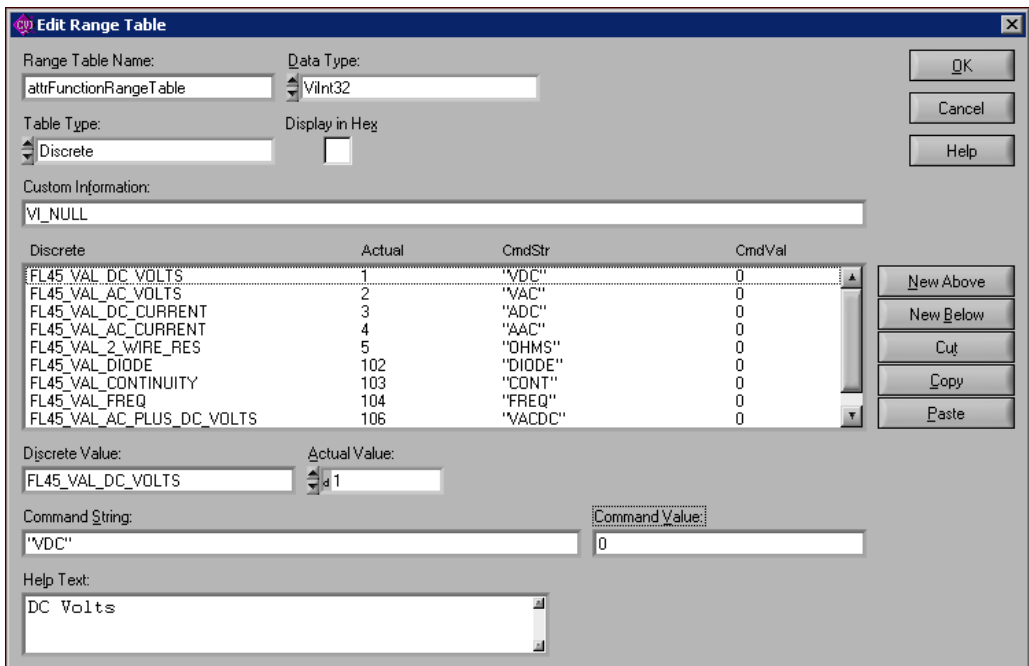 CVI Edit Range Table
Range Table Name: Data Type:
attrFunctionRangeTable ViInt32
OK
Table Type: Display in Hex
Cancel
Discrete
Help
Custom Information:
VI_NULL
Discrete Actual CmdStr CmdVal
FL45_VAL_DC_VOLTS 1 "VDC" 0
FL45_VAL_AC_VOLTS 2 "VAC" 0
FL45_VAL_DC_CURRENT 3 "ADC" 0
FL45_VAL_AC_CURRENT 4 "AAC" 0
FL45_VAL_2_WIRE_RES 5 "OHMS" 0
FL45_VAL_DIODE 102 "DIODE" 0
FL45_VAL_CONTINUITY 103 "CONT" 0
FL45_VAL_FREQ 104 "FREQ" 0
FL45_VAL_AC_PLUS_DC_VOLTS 106 "VACDC" 0
New Above
New Below
Cut
Copy
Paste
Discrete Value: Actual Value:
FL45_VAL_DC_VOLTS d 1
Command String: Command Value:
"VDC" 0
Help Text:
DC Volts